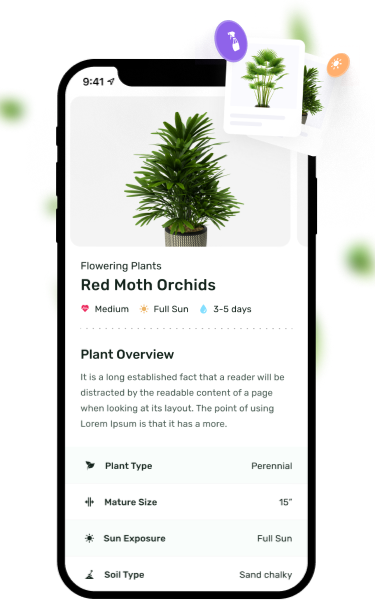 9:41
Flowering Plants
Red Moth Orchids
Medium Full Sun 3-5 days
Plant Overview
It is a long established fact that a reader will be
distracted by the readable content of a page
when looking at its layout. The point of using
Lorem Ipsum is that it has a more.
Plant Type Perennial
Mature Size 15”
Sun Exposure Full Sun
Soil Type Sand chalky